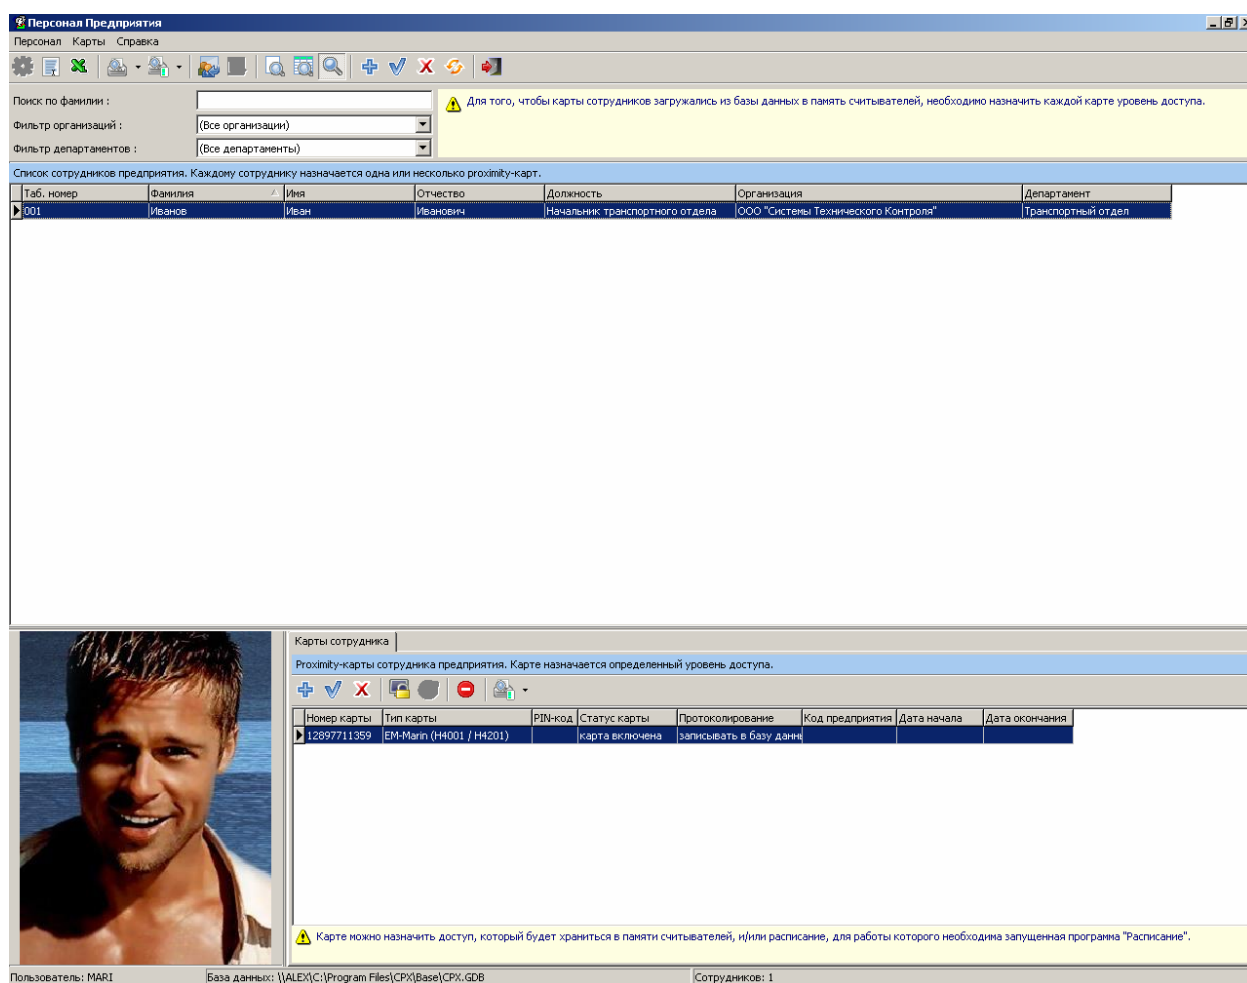 Персонал Предприятия
Персонал Карты Справка
Поиск по фамилии :
Фильтр организаций : (Все организации)
Фильтр департаментов : (Все департаменты)
Для того, чтобы карты сотрудников загружались из базы данных в память считывателей, необходимо назначить каждой карте уровень доступа.
Список сотрудников предприятия. Каждому сотруднику назначается одна или несколько proximity-карт.
Таб. номер Фамилия Имя Отчество Должность Организация Департамент
001 Иванов Иван Иванович Начальник транспортного отдела ООО "Системы Технического Контроля" Транспортный отдел
Карты сотрудника
Proximity-карты сотрудника предприятия. Карте назначается определенный уровень доступа.
Номер карты Тип карты PIN-код Статус карты Протоколирование Код предприятия Дата начала Дата окончания
12897711359 EM-Marin (H4001 / H4201) карта включена записывать в базу данны
Карте можно назначить доступ, который будет храниться в памяти считывателей, и/или расписание, для работы которого необходима запущенная программа "Расписание".
Пользователь: MARI База данных: \\ALEX\C:\Program Files\CPX\Base\CPX.GDB Сотрудников: 1